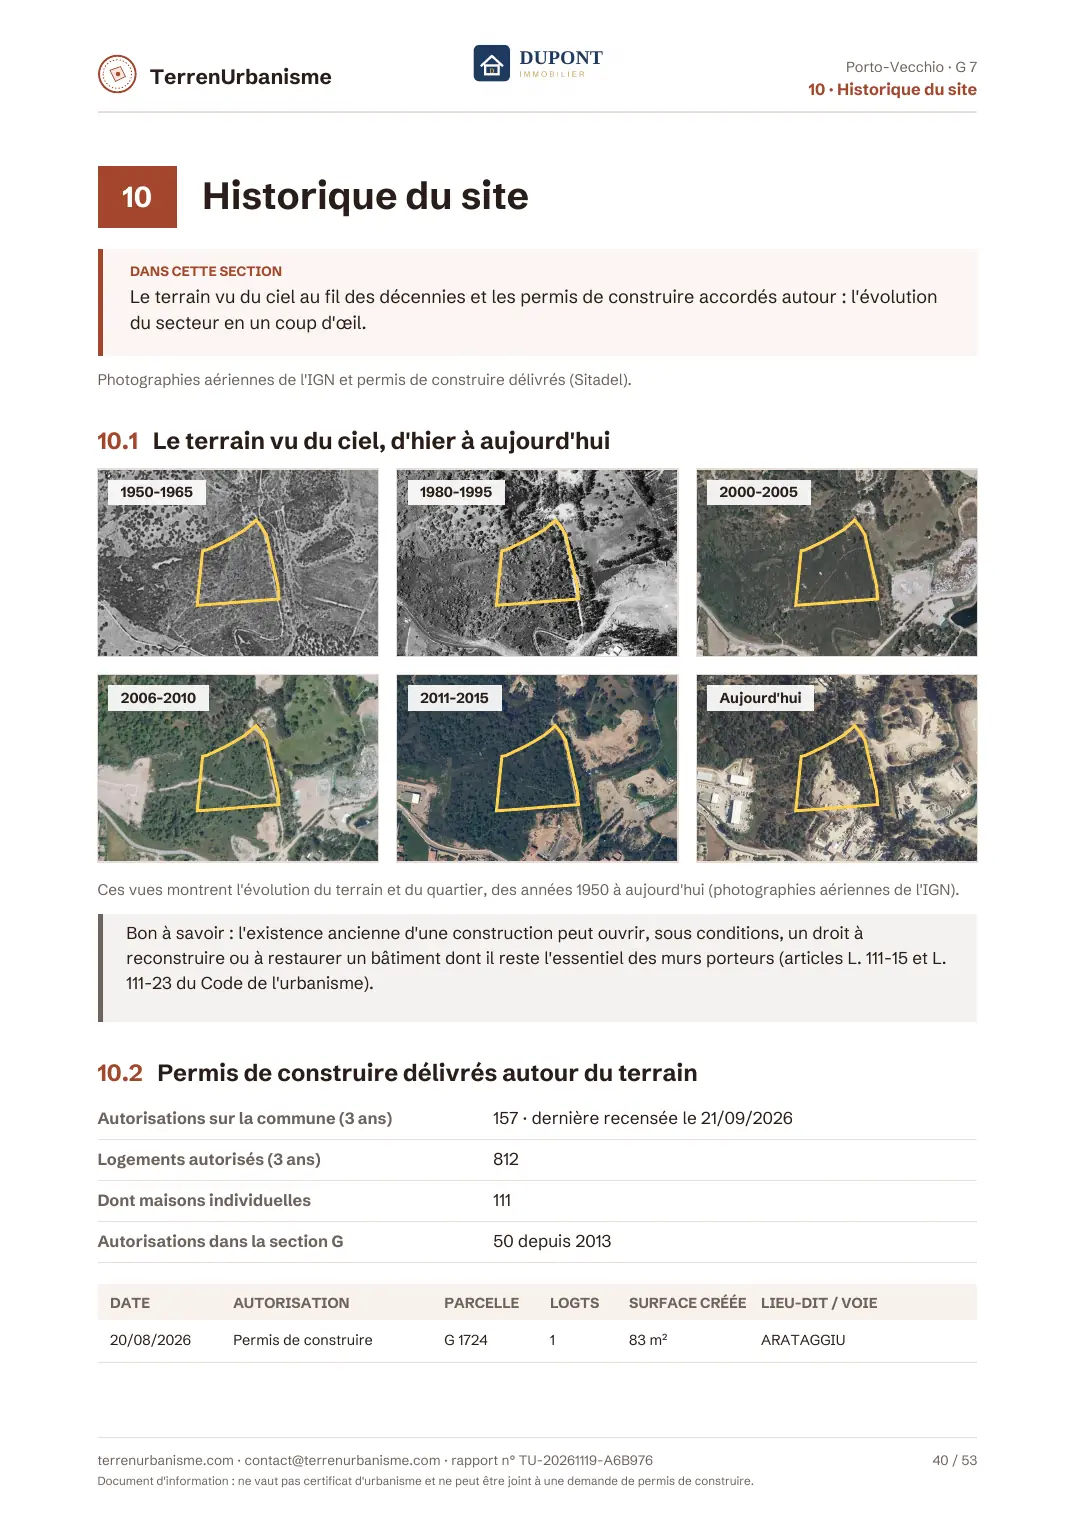 TerrenUrbanisme
DUPONT
IMMOBILIER
Porto-Vecchio · G 7
10 · Historique du site
10
Historique du site
DANS CETTE SECTION
Le terrain vu du ciel au fil des décennies et les permis de construire accordés autour : l'évolution
du secteur en un coup d'œil.
Photographies aériennes de l'IGN et permis de construire délivrés (Sitadel).
10.1 Le terrain vu du ciel, d'hier à aujourd'hui
1950-1965
1980-1995
2000-2005
2006-2010
2011-2015
Aujourd'hui
Ces vues montrent l'évolution du terrain et du quartier, des années 1950 à aujourd'hui (photographies aériennes de l'IGN).
Bon à savoir : l'existence ancienne d'une construction peut ouvrir, sous conditions, un droit à
reconstruire ou à restaurer un bâtiment dont il reste l'essentiel des murs porteurs (articles L. 111-15 et L.
111-23 du Code de l'urbanisme).
10.2 Permis de construire délivrés autour du terrain
Autorisations sur la commune (3 ans) 157 · dernière recensée le 21/09/2026
Logements autorisés (3 ans) 812
Dont maisons individuelles 111
Autorisations dans la section G 50 depuis 2013
DATE AUTORISATION PARCELLE LOGTS SURFACE CRÉÉE LIEU-DIT / VOIE
20/08/2026 Permis de construire G 1724 1 83 m² ARATAGGIU
terrenurbanisme.com · contact@terrenurbanisme.com · rapport n° TU-20261119-A6B976 40 / 53
Document d'information : ne vaut pas certificat d'urbanisme et ne peut être joint à une demande de permis de construire.